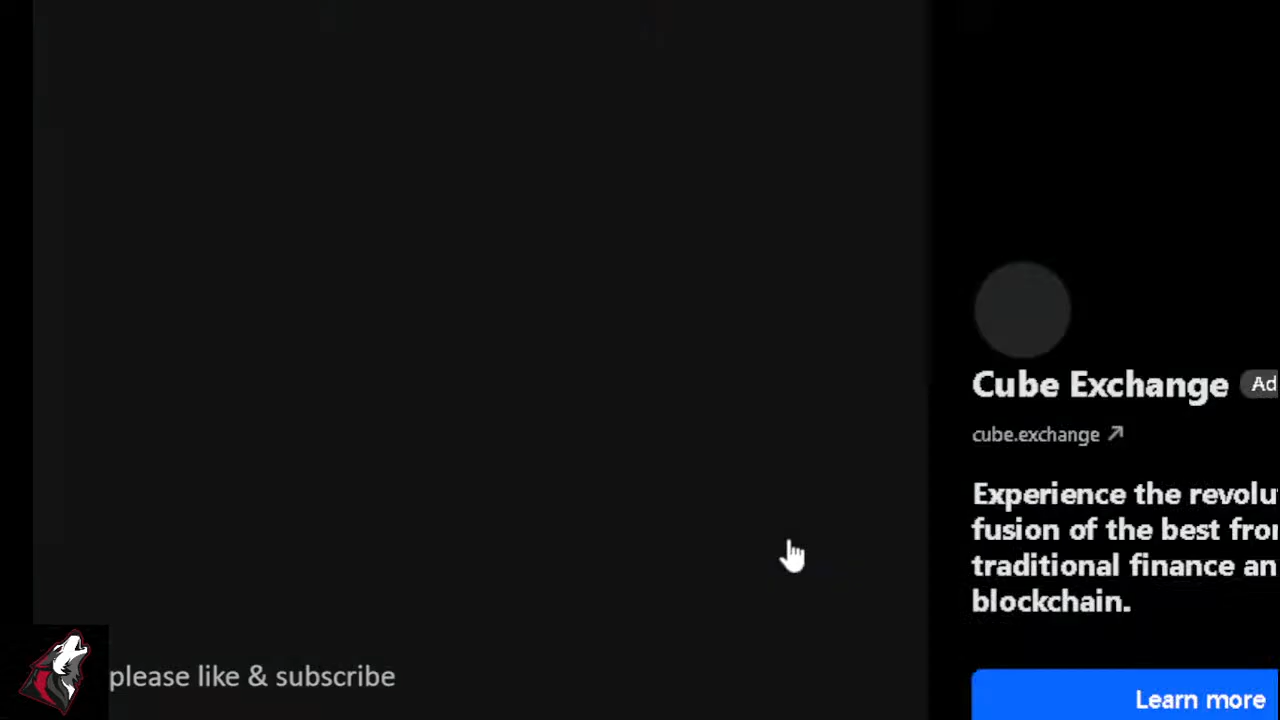 Cube Exchange Ad
cube.exchange
Experience the revolu
fusion of the best fro
traditional finance an
blockchain.
please like & subscribe
Learn more